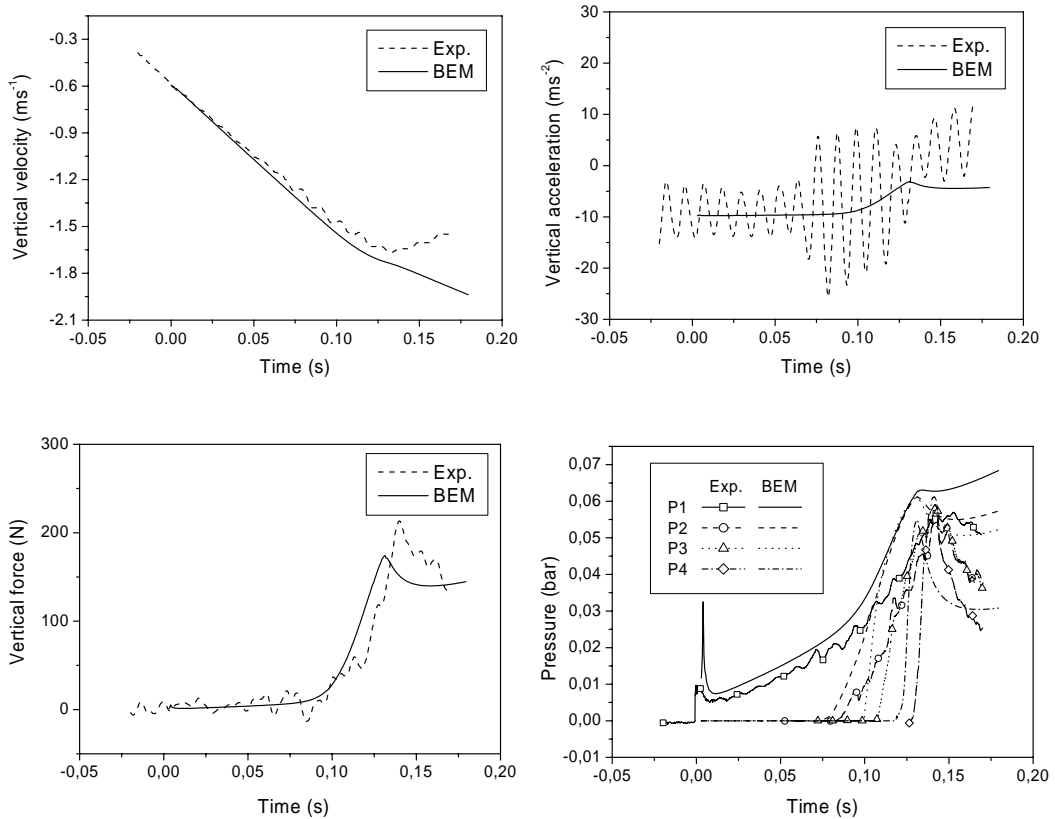 Vertical velocity (ms-1)
-0.3
-0.6
-0.9
-1.2
-1.5
-1.8
-2.1
Exp.
BEM
-0.05 0.00 0.05 0.10 0.15 0.20
Time (s)
Vertical acceleration (ms-2)
30
20
10
0
-10
-20
-30
Exp.
BEM
-0.05 0.00 0.05 0.10 0.15 0.20
Time (s)
Vertical force (N)
300
200
100
0
Exp.
BEM
-0,05 0,00 0,05 0,10 0,15 0,20
Time (s)
Pressure (bar)
0,07
0,06
0,05
0,04
0,03
0,02
0,01
0,00
-0,01
Exp. BEM
P1
P2
P3
P4
-0,05 0,00 0,05 0,10 0,15 0,20
Time (s)